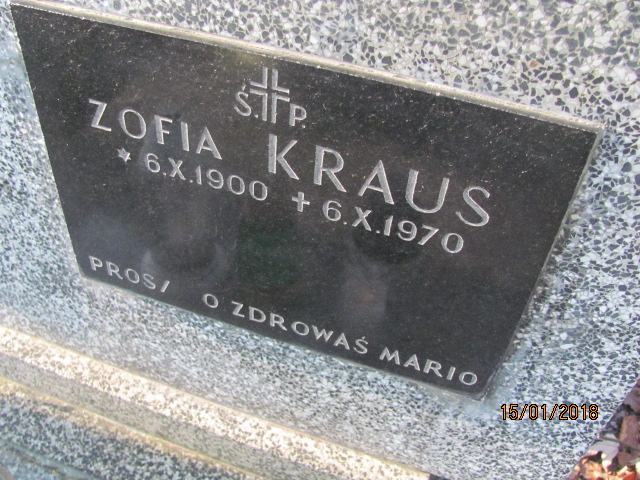 Ś. P.
ZOFIA KRAUS
* 6.X.1900 + 6.X.1970
PROSI O ZDROWAŚ MARIO
15/01/2018